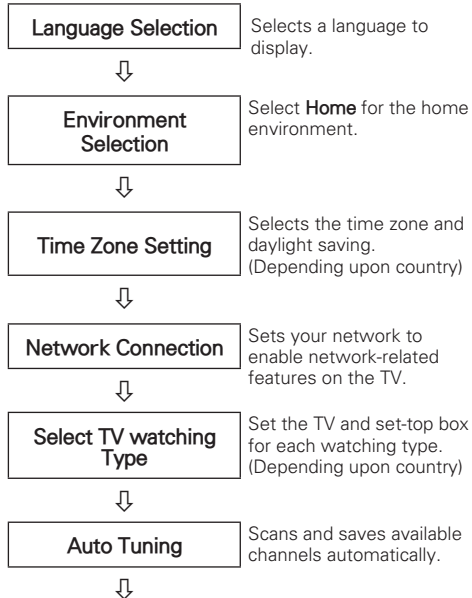 Language Selection
Selects a language to
display.
Environment
Selection
Select Home for the home
environment.
Time Zone Setting
Selects the time zone and
daylight saving.
(Depending upon country)
Network Connection
Sets your network to
enable network-related
features on the TV.
Select TV watching
Type
Set the TV and set-top box
for each watching type.
(Depending upon country)
Auto Tuning
Scans and saves available
channels automatically.